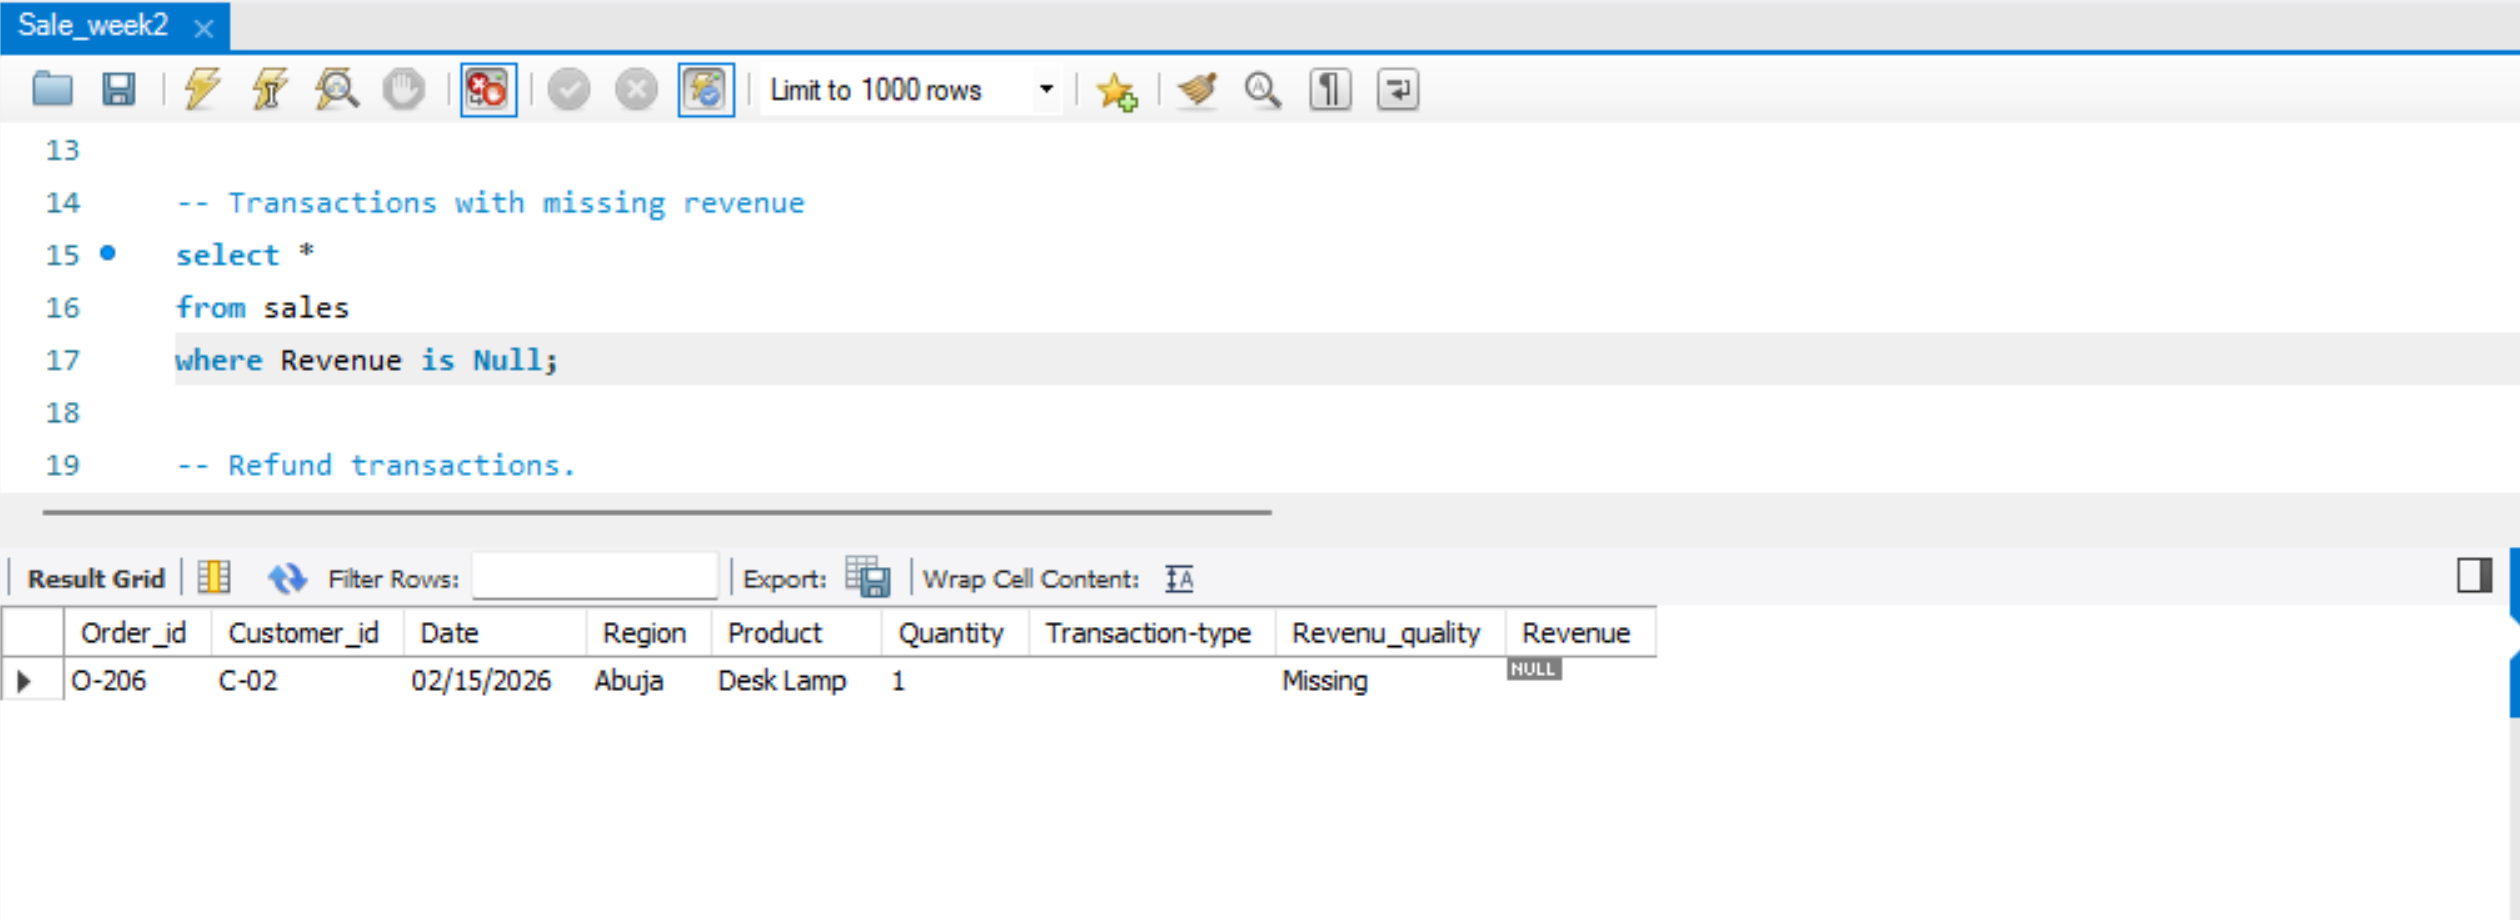 Sale_week2
Limit to 1000 rows
13
14 -- Transactions with missing revenue
15 select *
16 from sales
17 where Revenue is Null;
18
19 -- Refund transactions.
Result Grid Filter Rows: Export: Wrap Cell Content:
Order_id Customer_id Date Region Product Quantity Transaction-type Revenu_quality Revenue
O-206 C-02 02/15/2026 Abuja Desk Lamp 1 Missing NULL